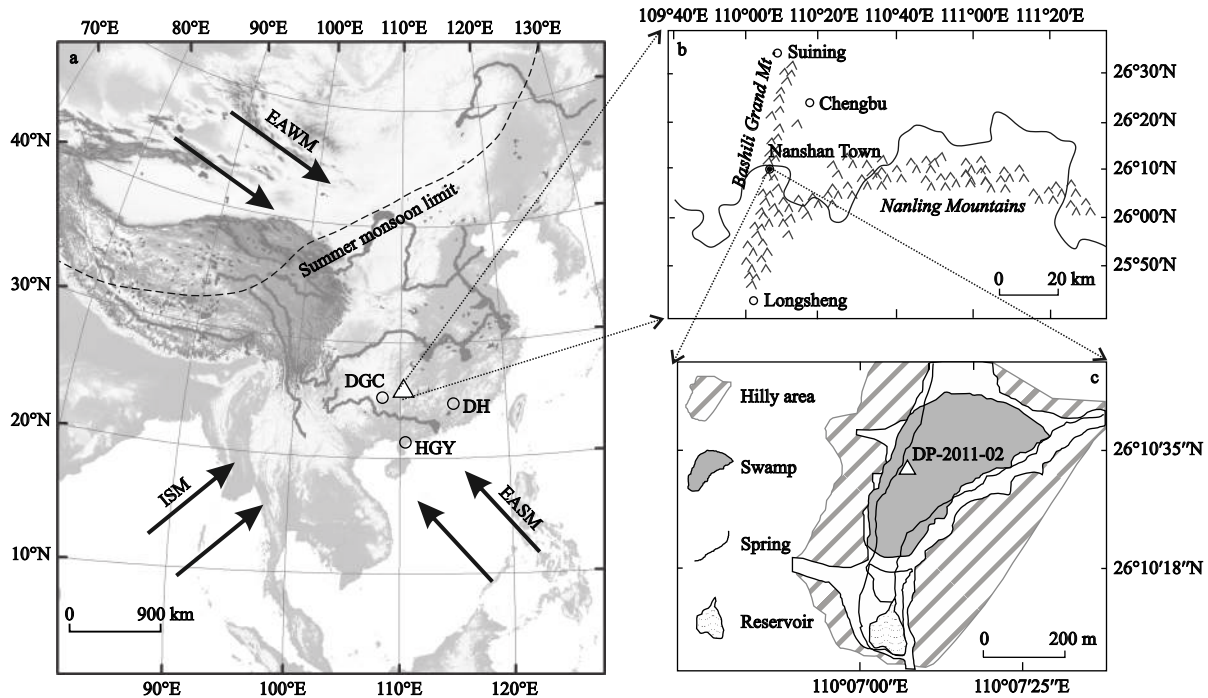 70°E 80°E 90°E 100°E 110°E 120°E 130°E
a
EAWM
40°N
Summer monsoon limit
30°N
DGC
DH
20°N
HGY
ISM
EASM
10°N
0 900 km
90°E 100°E 110°E 120°E
109°40′E 110°00′E 110°20′E 110°40′E 111°00′E 111°20′E
b
Suining
26°30′N
Bashili Grand Mt
Chengbu
26°20′N
Nanshan Town
26°10′N
Nanling Mountains
26°00′N
25°50′N
0 20 km
Longsheng
c
Hilly area
DP-2011-02
26°10′35″N
Swamp
Spring
26°10′18″N
Reservoir
0 200 m
110°07′00″E 110°07′25″E